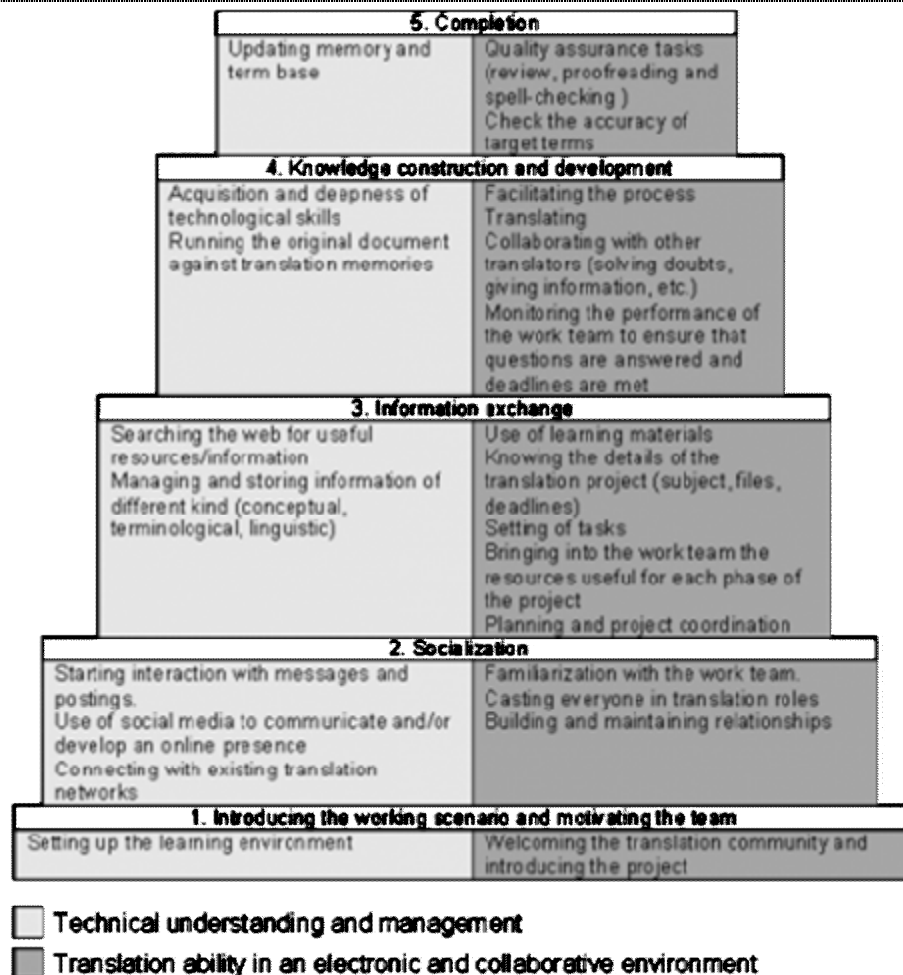 5. Completion
Updating memory and
term base
Quality assurance tasks
(review, proofreading and
spell-checking )
Check the accuracy of
target terms
4. Knowledge construction and development
Acquisition and deepness of
technological skills
Running the original document
against translation memories
Facilitating the process
Translating
Collaborating with other
translators (solving doubts,
giving information, etc.)
Monitoring the performance of
the work team to ensure that
questions are answered and
deadlines are met
3. Information exchange
Searching the web for useful
resources/information
Managing and storing information of
different kind (conceptual,
terminological, linguistic)
Use of learning materials
Knowing the details of the
translation project (subject, files,
deadlines)
Setting of tasks
Bringing into the work team the
resources useful for each phase of
the project
Planning and project coordination
2. Socialization
Starting interaction with messages and
postings.
Use of social media to communicate and/or
develop an online presence
Connecting with existing translation
networks
Familiarization with the work team.
Casting everyone in translation roles
Building and maintaining relationships
1. Introducing the working scenario and motivating the team
Setting up the learning environment
Welcoming the translation community and
introducing the project
Technical understanding and management
Translation ability in an electronic and collaborative environment